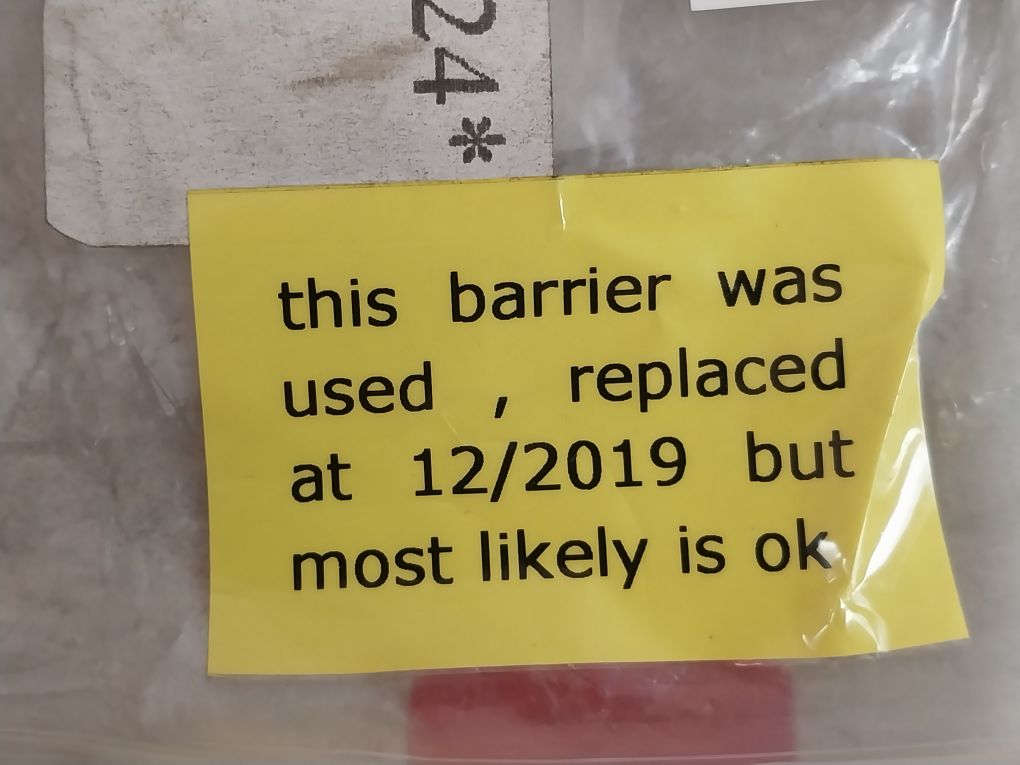 24*
this barrier was
used , replaced
at 12/2019 but
most likely is ok